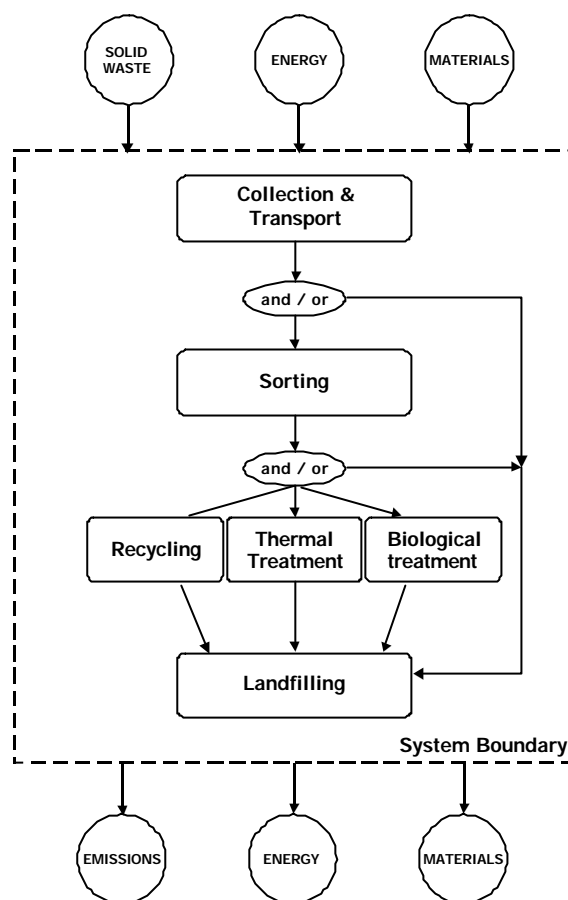 SOLID
WASTE
ENERGY
MATERIALS
Collection &
Transport
and / or
Sorting
and / or
Recycling
Thermal
Treatment
Biological
treatment
Landfilling
System Boundary
EMISSIONS
ENERGY
MATERIALS